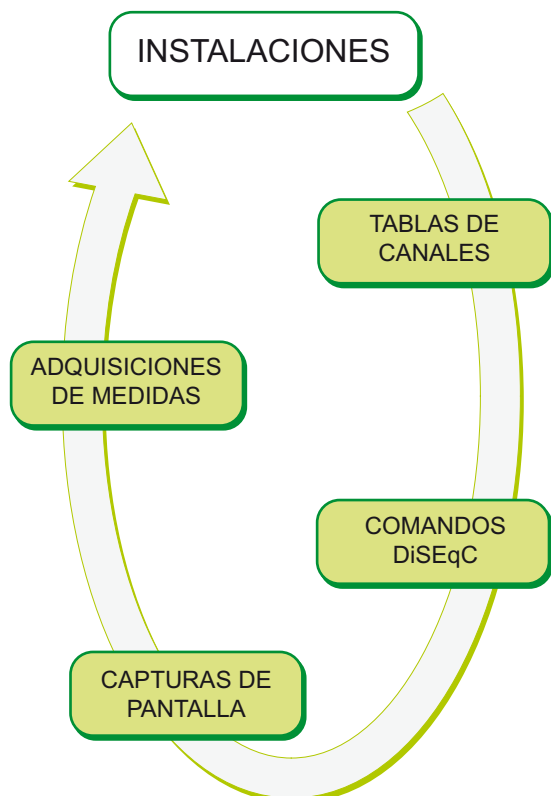 INSTALACIONES
TABLAS DE
CANALES
COMANDOS
DiSEqC
CAPTURAS DE
PANTALLA
ADQUISICIONES
DE MEDIDAS